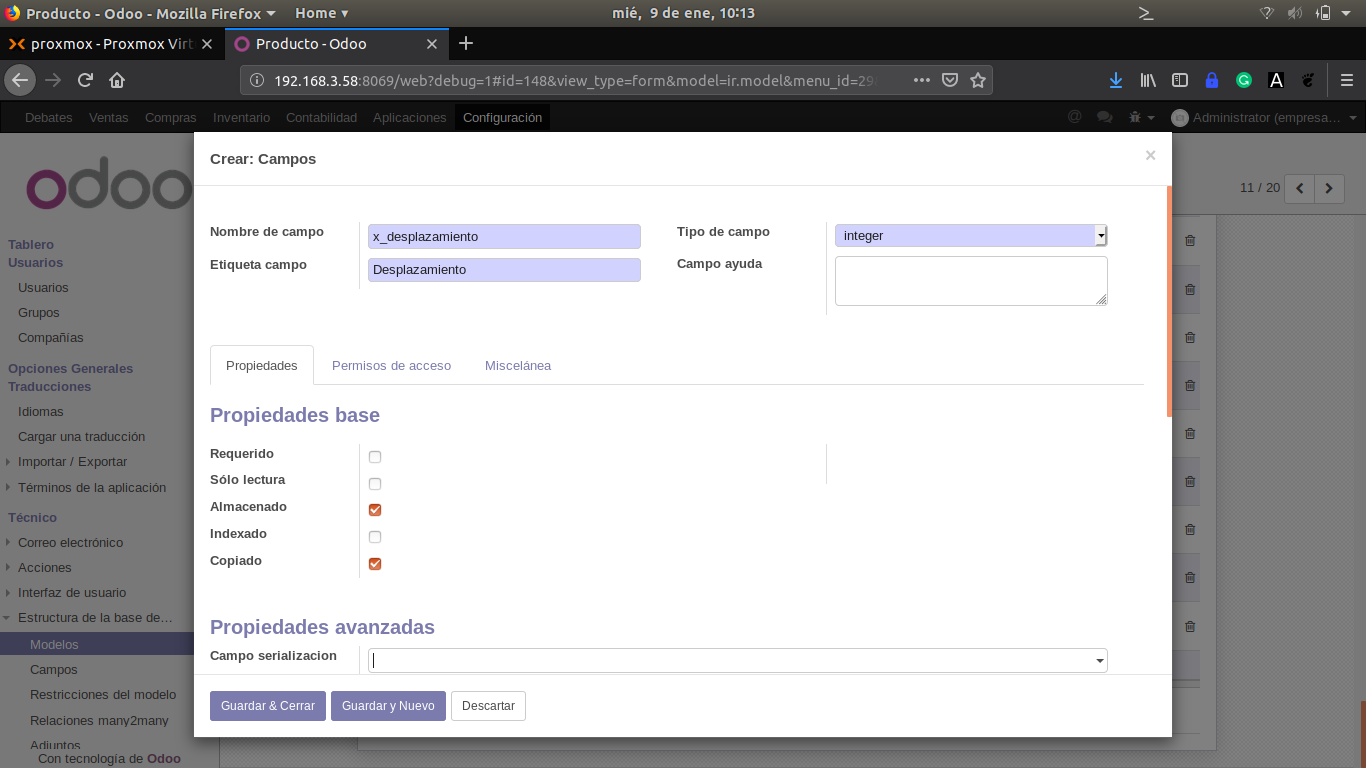 Producto - Odoo - Mozilla Firefox Home mié, 9 de ene, 10:13
proxmox - Proxmox Virt Producto - Odoo
192.168.3.58:8069/web?debug=1#id=148&view_type=form&model=ir.model&menu_id=29
Debates Ventas Compras Inventario Contabilidad Aplicaciones Configuración Administrator (empresa…
Crear: Campos
odoo
11 / 20
Nombre de campo x_desplazamiento Tipo de campo integer
Etiqueta campo Desplazamiento Campo ayuda
Tablero
Usuarios
Usuarios
Grupos
Compañías
Opciones Generales
Traducciones
Idiomas
Cargar una traducción
Importar / Exportar
Términos de la aplicación
Técnico
Correo electrónico
Acciones
Interfaz de usuario
Estructura de la base de…
Modelos
Campos
Restricciones del modelo
Relaciones many2many
Adjuntos
Con tecnología de Odoo
Propiedades Permisos de acceso Miscelánea
Propiedades base
Requerido
Sólo lectura
Almacenado
Indexado
Copiado
Propiedades avanzadas
Campo serializacion
Guardar & Cerrar Guardar y Nuevo Descartar